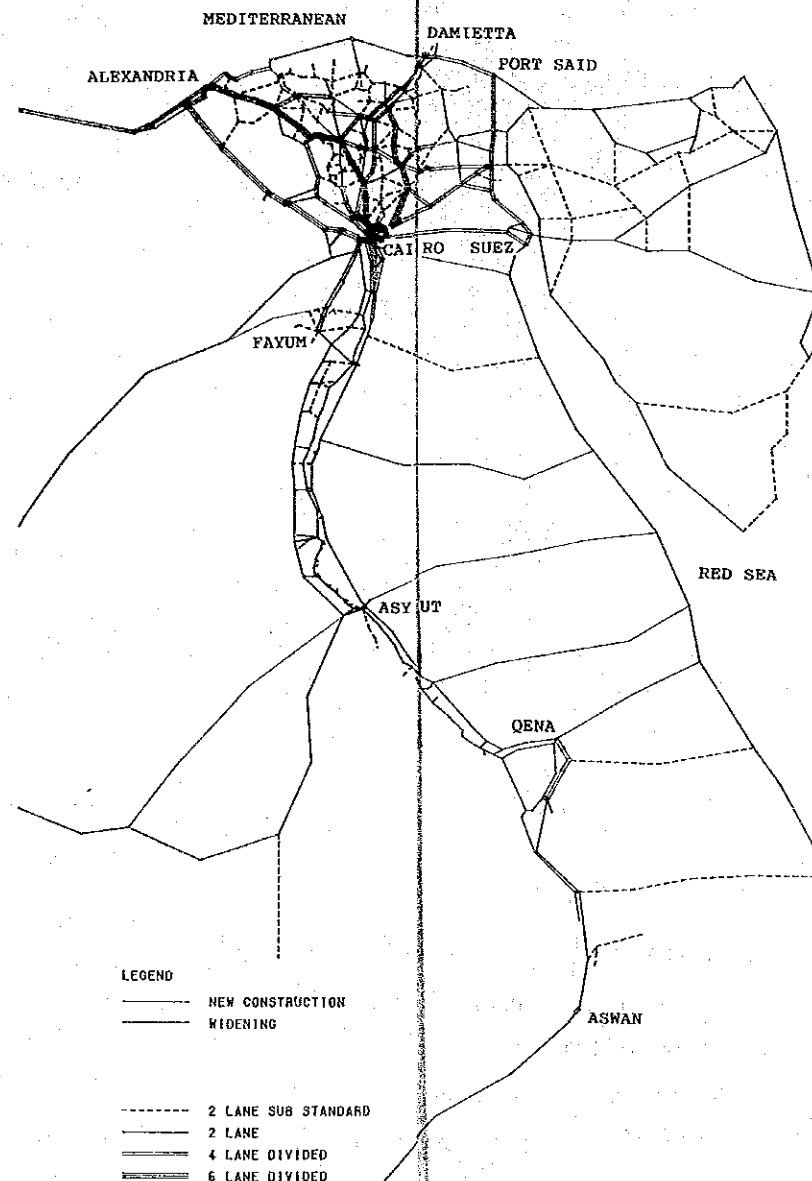 MEDITERRANEAN
DAMIETTA
ALEXANDRIA
PORT SAID
CAIRO
SUEZ
FAYUM
RED SEA
ASYUT
QENA
ASWAN
LEGEND
NEW CONSTRUCTION
WIDENING
2 LANE SUB STANDARD
2 LANE
4 LANE DIVIDED
6 LANE DIVIDED